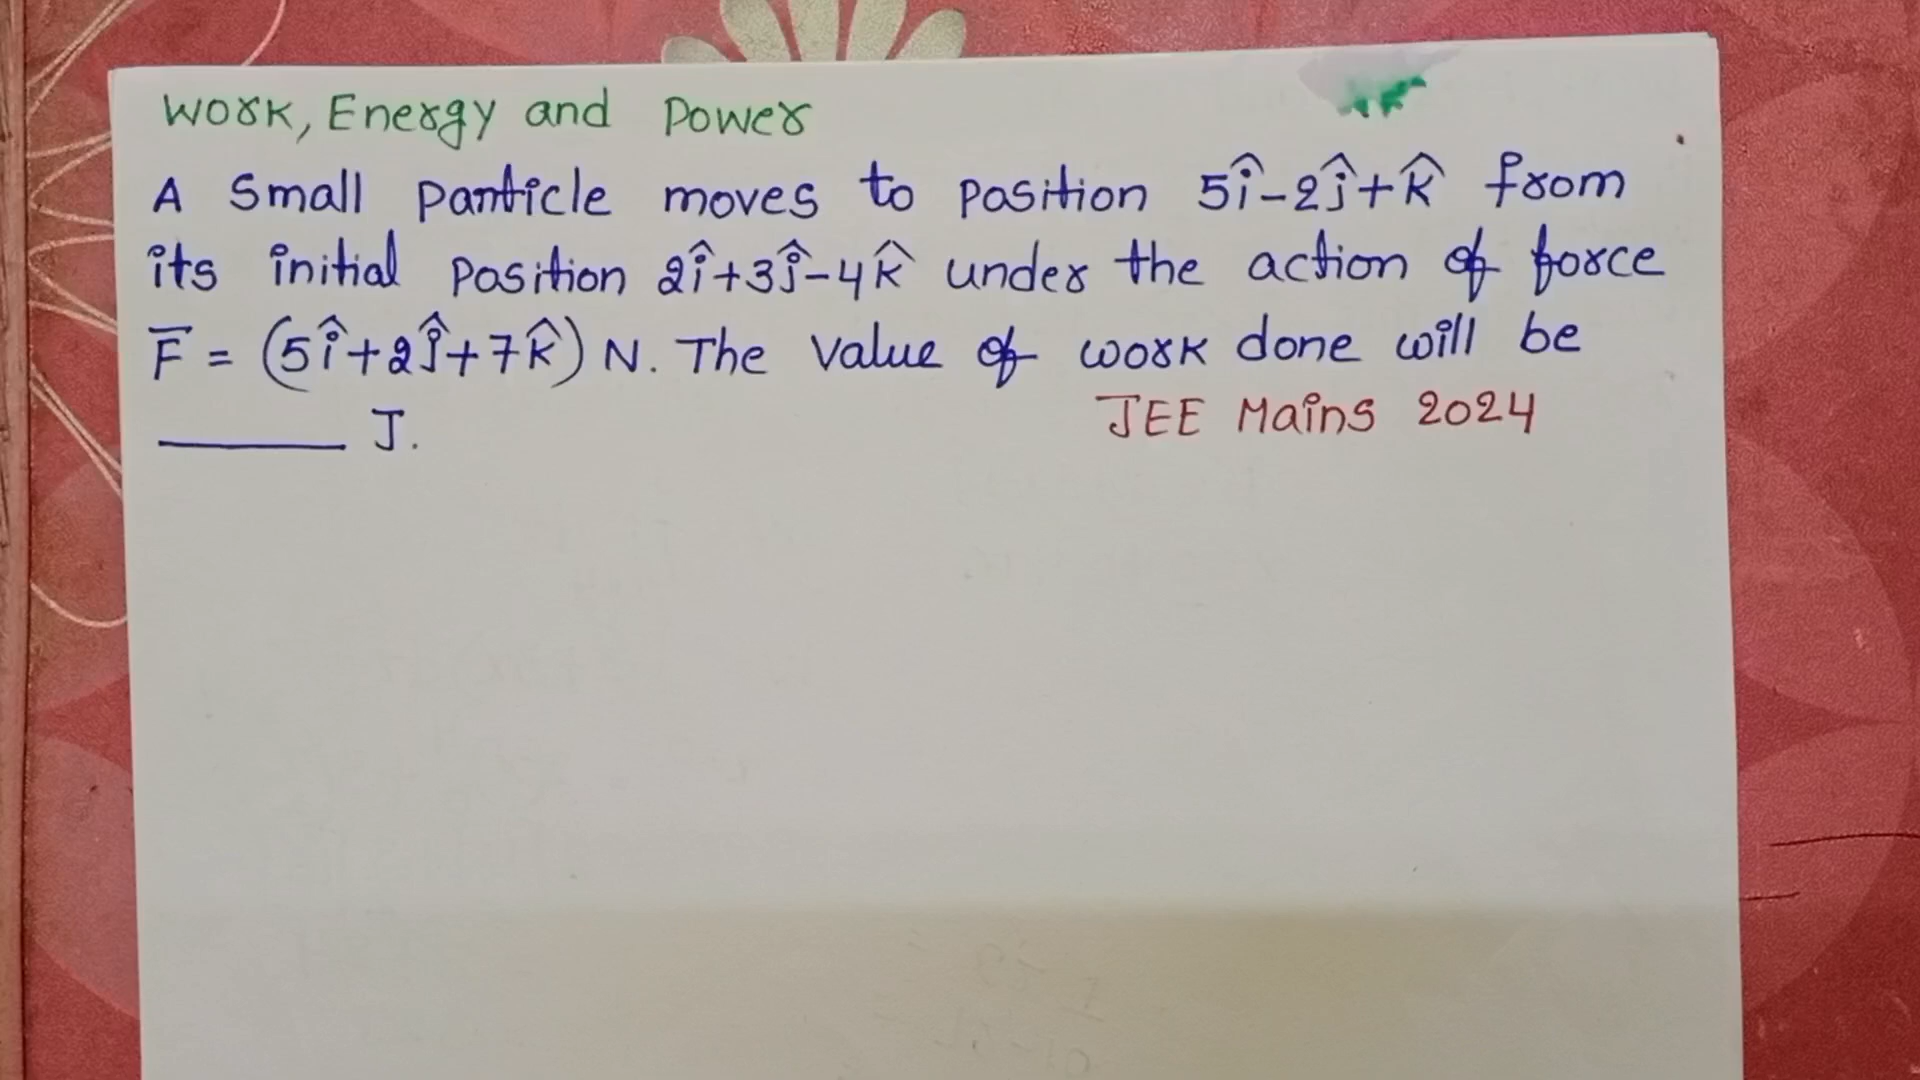 Work, Energy and Power
A Small particle moves to position 5î-2ĵ+k̂ from
its initial position 2î+3ĵ-4k̂ under the action of force
F̅ = (5î+2ĵ+7k̂) N. The value of work done will be
______ J.
JEE Mains 2024